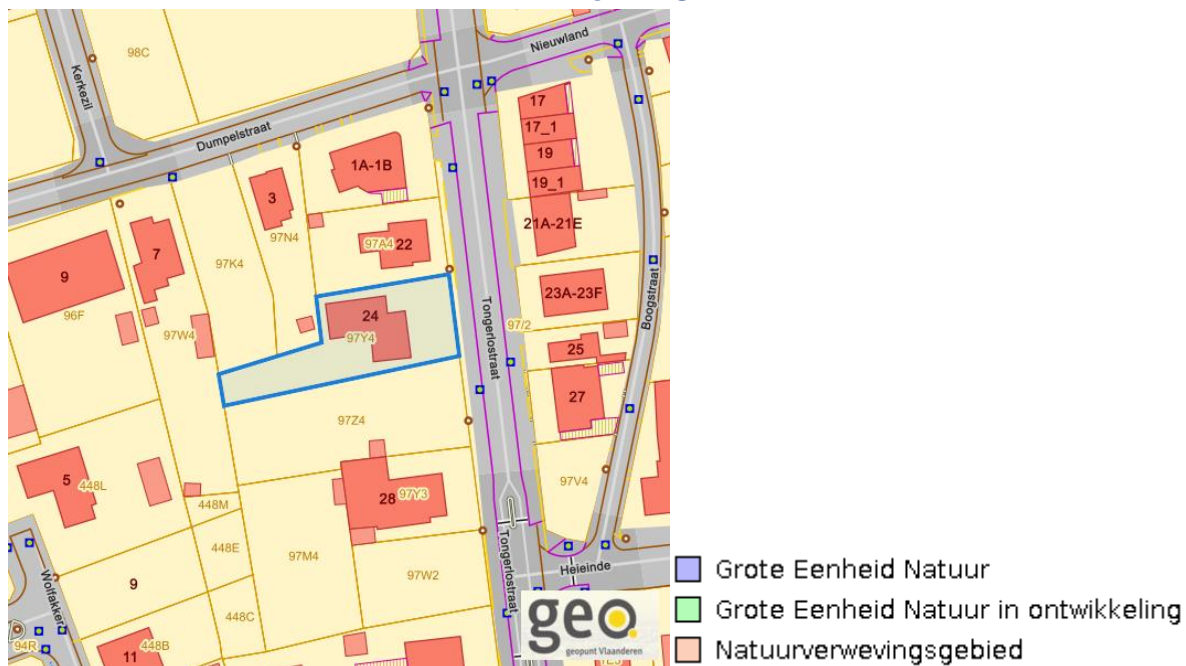 Nieuwland
98C
Kerkezil
Dumpelstraat
17
17_1
1A-1B
19
19_1
3
97N4
21A-21E
97A4 22
7
97K4
9
23A-23F
96F
24
97Y4
97/2
Tongerlostraat
Boogstraat
97W4
25
27
97Z4
5
448L
97V4
28 97Y3
448M
448E
97M4
97W2
Tongerlostraat
Heieinde
Wolfakker
9
448C
94R
448B
11
geo
geopunt Vlaanderen
Grote Eenheid Natuur
Grote Eenheid Natuur in ontwikkeling
Natuurverwevingsgebied